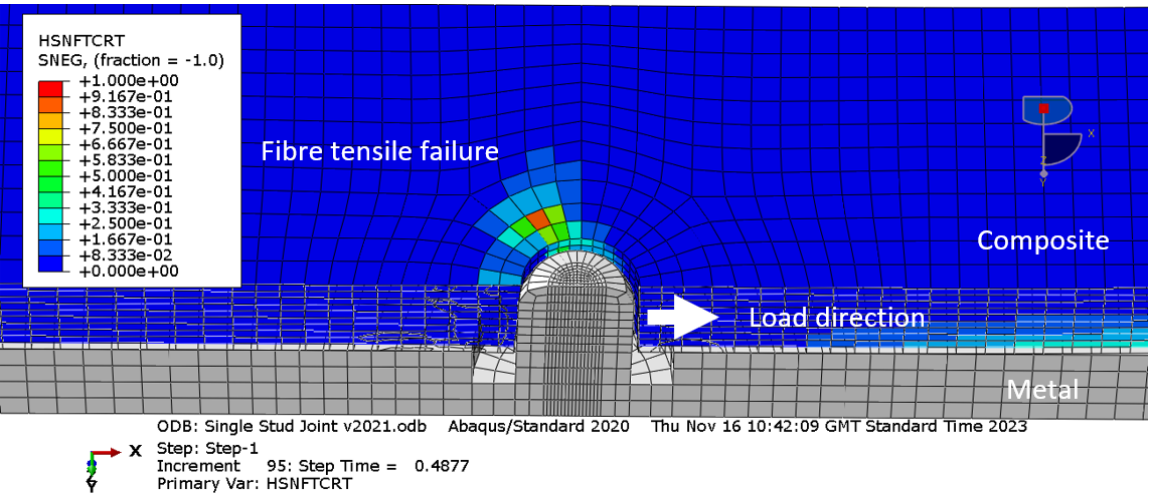 HSNFTCRT
SNEG, (fraction = -1.0)
+1.000e+00
+9.167e-01
+8.333e-01
+7.500e-01
+6.667e-01
+5.833e-01
+5.000e-01
+4.167e-01
+3.333e-01
+2.500e-01
+1.667e-01
+8.333e-02
+0.000e+00
Fibre tensile failure
X
Z
Y
Composite
Load direction
Metal
ODB: Single Stud Joint v2021.odb Abaqus/Standard 2020 Thu Nov 16 10:42:09 GMT Standard Time 2023
X
Step: Step-1
Increment 95: Step Time = 0.4877
Y
Primary Var: HSNFTCRT